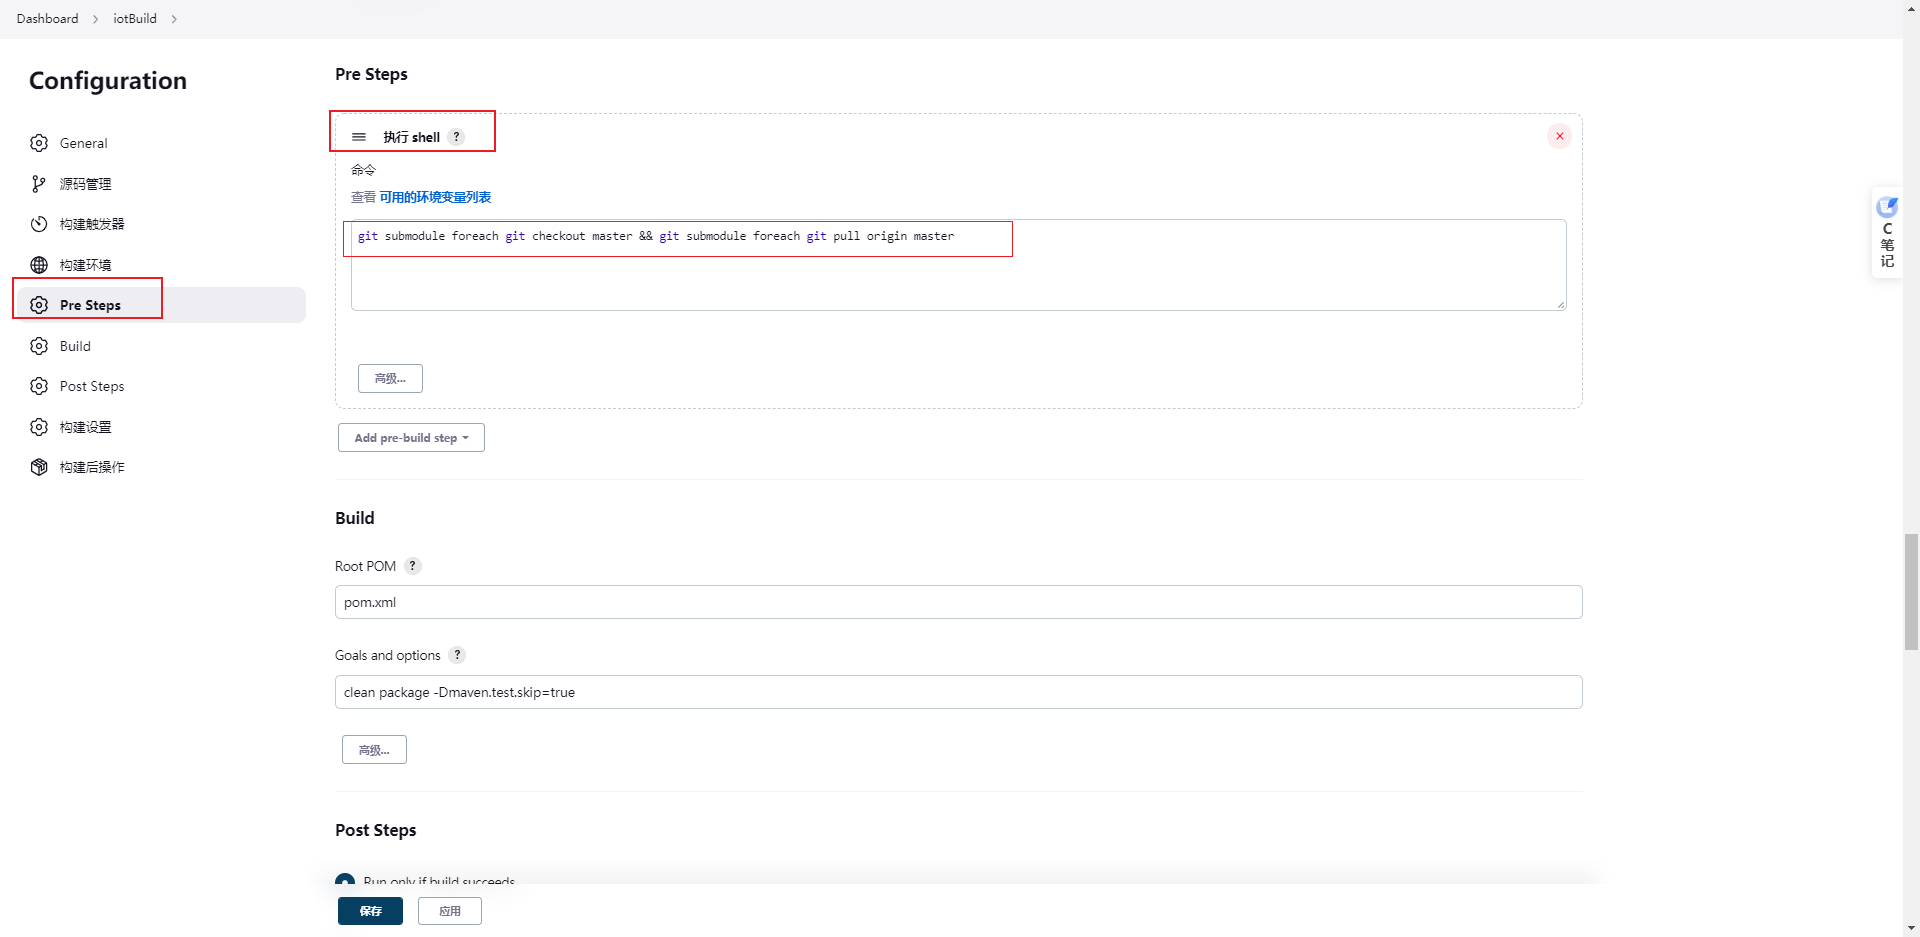 Dashboard
iotBuild
Configuration
General
源码管理
构建触发器
构建环境
Pre Steps
Build
Post Steps
构建设置
构建后操作
Pre Steps
执行 shell ?
命令
查看 可用的环境变量列表
git submodule foreach git checkout master && git submodule foreach git pull origin master
高级...
Add pre-build step
Build
Root POM ?
pom.xml
Goals and options ?
clean package -Dmaven.test.skip=true
高级...
Post Steps
Run only if build succeeds
保存
应用
C
笔
记